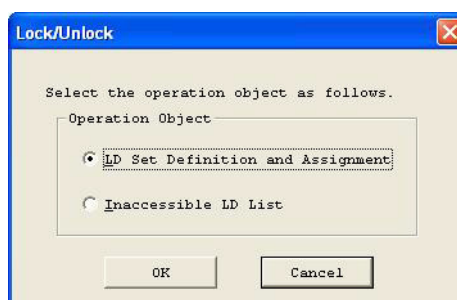 Lock/Unlock
Select the operation object as follows.
Operation Object
LD Set Definition and Assignment
Inaccessible LD List
OK Cancel